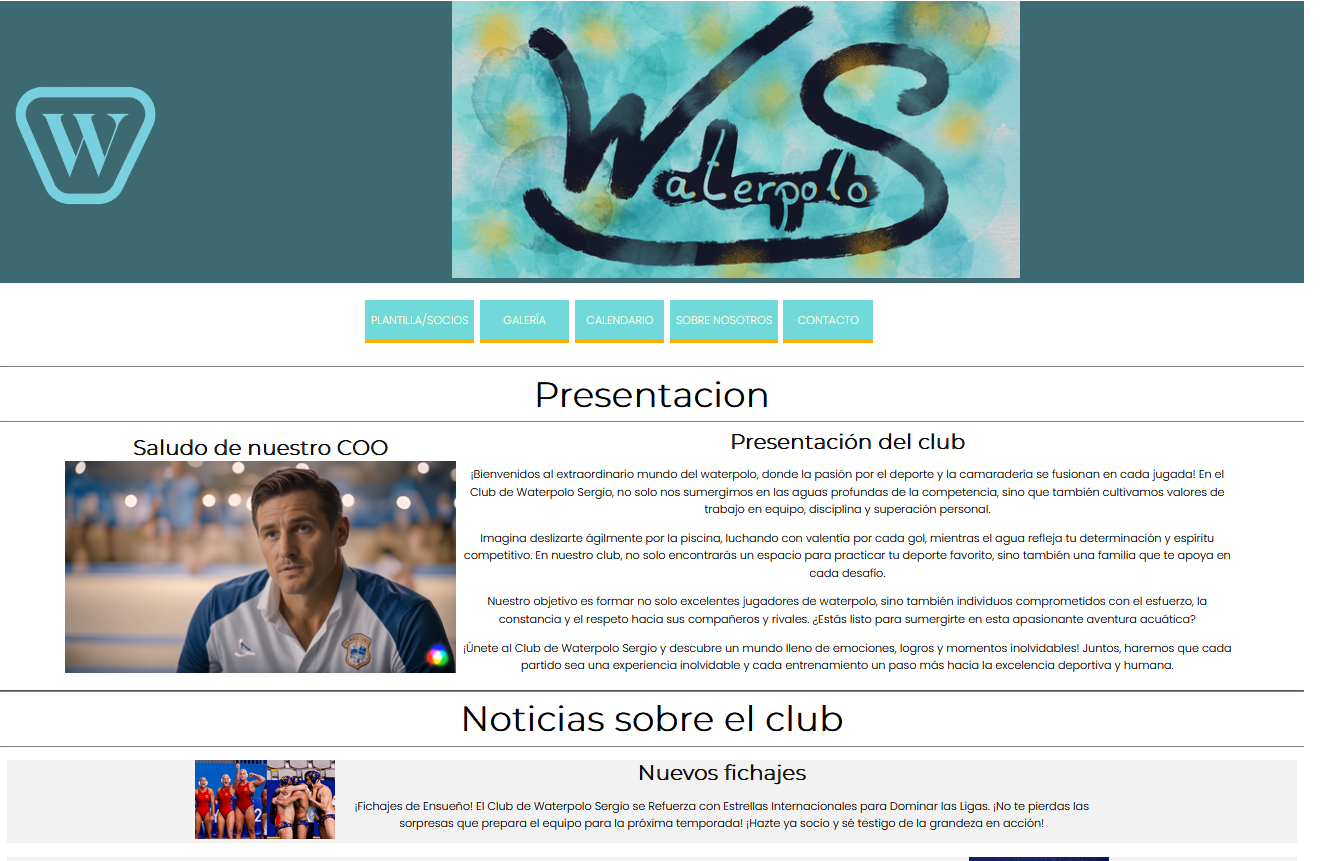 W
WS
aterpolo
PLANTILLA/SOCIOS GALERÍA CALENDARIO SOBRE NOSOTROS CONTACTO
Presentacion
Saludo de nuestro COO
Presentación del club
¡Bienvenidos al extraordinario mundo del waterpolo, donde la pasión por el deporte y la camaradería se fusionan en cada jugada! En el
Club de Waterpolo Sergio, no solo nos sumergimos en las aguas profundas de la competencia, sino que también cultivamos valores de
trabajo en equipo, disciplina y superación personal.
Imagina deslizarte ágilmente por la piscina, luchando con valentía por cada gol, mientras el agua refleja tu determinación y espíritu
competitivo. En nuestro club, no solo encontrarás un espacio para practicar tu deporte favorito, sino también una familia que te apoya en
cada desafío.
Nuestro objetivo es formar no solo excelentes jugadores de waterpolo, sino también individuos comprometidos con el esfuerzo, la
constancia y el respeto hacia sus compañeros y rivales. ¿Estás listo para sumergirte en esta apasionante aventura acuática?
¡Únete al Club de Waterpolo Sergio y descubre un mundo lleno de emociones, logros y momentos inolvidables! Juntos, haremos que cada
partido sea una experiencia inolvidable y cada entrenamiento un paso más hacia la excelencia deportiva y humana.
Noticias sobre el club
Nuevos fichajes
¡Fichajes de Ensueño! El Club de Waterpolo Sergio se Refuerza con Estrellas Internacionales para Dominar las Ligas. ¡No te pierdas las
sorpresas que prepara el equipo para la próxima temporada! ¡Hazte ya socio y sé testigo de la grandeza en acción!